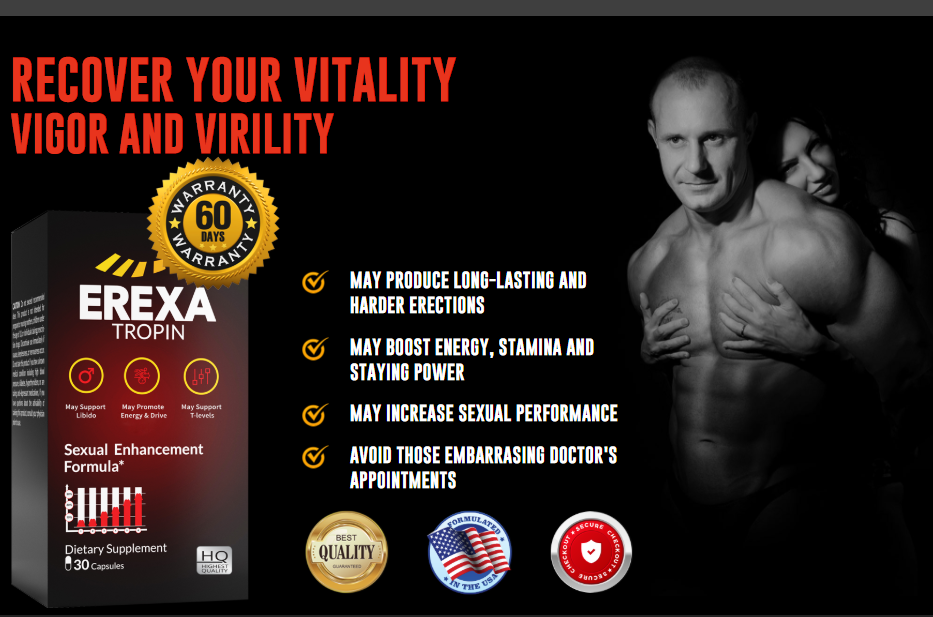 RECOVER YOUR VITALITY
VIGOR AND VIRILITY
WARRANTY
60
DAYS
WARRANTY
EREXA
TROPIN
May Support
Libido
May Promote
Energy & Drive
May Support
T-levels
Sexual Enhancement
Formula*
Dietary Supplement
30 Capsules
HQ
HIGHEST
QUALITY
MAY PRODUCE LONG-LASTING AND
HARDER ERECTIONS
MAY BOOST ENERGY, STAMINA AND
STAYING POWER
MAY INCREASE SEXUAL PERFORMANCE
AVOID THOSE EMBARRASING DOCTOR'S
APPOINTMENTS
BEST
QUALITY
GUARANTEED
FORMULATED
IN THE USA
SECURE CHECKOUT
SECURE CHECKOUT